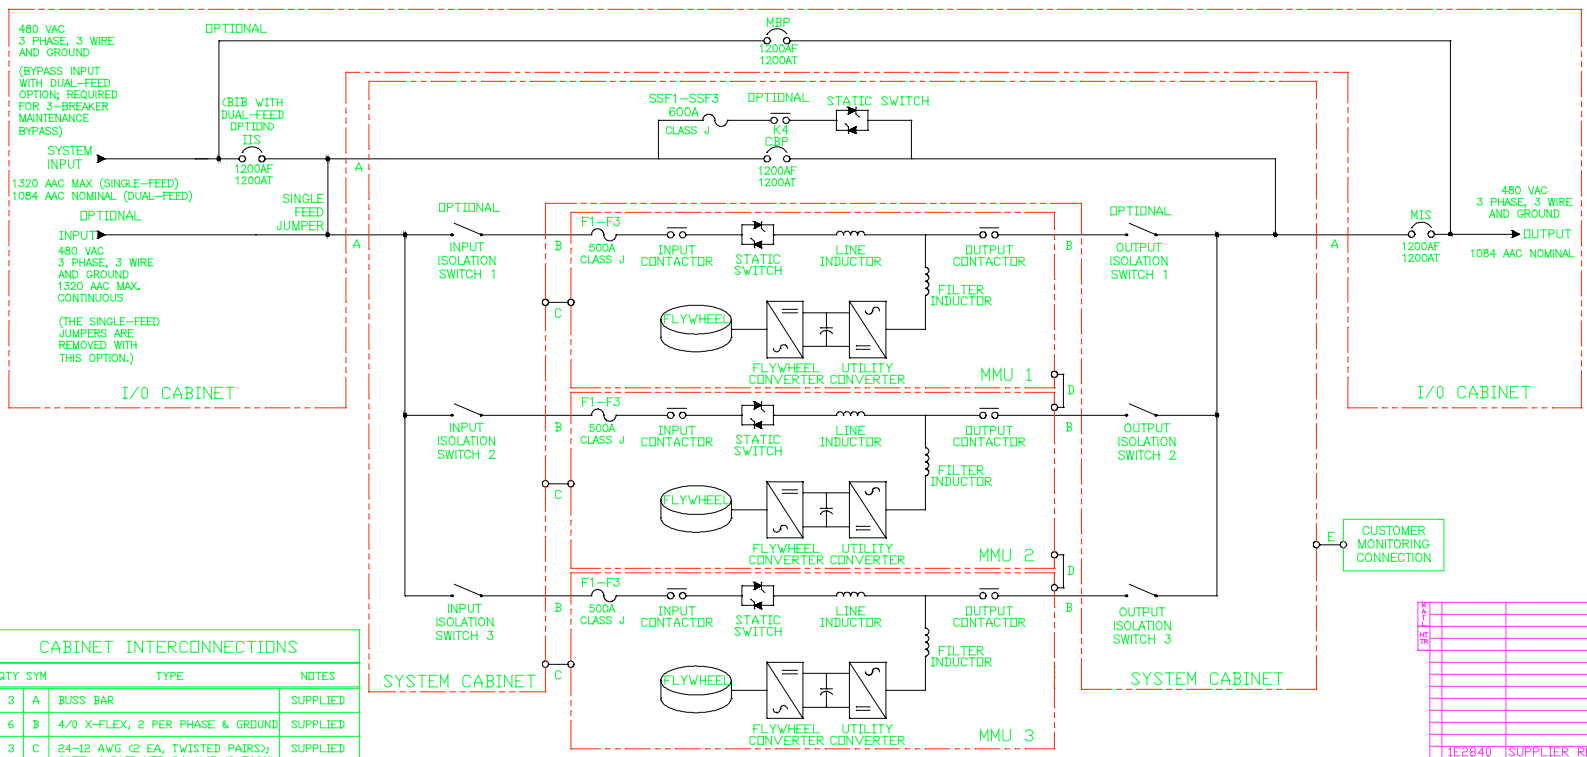 480 VAC
3 PHASE, 3 WIRE
AND GROUND
(BYPASS INPUT
WITH DUAL-FEED
OPTION; REQUIRED
FOR 3-BREAKER
MAINTENANCE
BYPASS)
SYSTEM
INPUT
1320 AAC MAX (SINGLE-FEED)
1084 AAC NOMINAL (DUAL-FEED)
OPTIONAL
INPUT
480 VAC
3 PHASE, 3 WIRE
AND GROUND
1320 AAC MAX.
CONTINUOUS
(THE SINGLE-FEED
JUMPERS ARE
REMOVED WITH
THIS OPTION.)
I/O CABINET
OPTIONAL
(BIB WITH
DUAL-FEED
OPTION)
IIS
1200AF
1200AT
SINGLE
FEED
JUMPER
A
A
MBP
1200AF
1200AT
SSF1-SSF3
600A
CLASS J
OPTIONAL
K4
STATIC SWITCH
CBP
1200AF
1200AT
OPTIONAL
INPUT
ISOLATION
SWITCH 1
B
F1-F3
500A
CLASS J
INPUT
CONTACTOR
STATIC
SWITCH
LINE
INDUCTOR
OUTPUT
CONTACTOR
FILTER
INDUCTOR
B
OPTIONAL
OUTPUT
ISOLATION
SWITCH 1
C
FLYWHEEL
FLYWHEEL
CONVERTER
UTILITY
CONVERTER
MMU 1
D
A
MIS
1200AF
1200AT
480 VAC
3 PHASE, 3 WIRE
AND GROUND
OUTPUT
1084 AAC NOMINAL
I/O CABINET
INPUT
ISOLATION
SWITCH 2
B
F1-F3
500A
CLASS J
INPUT
CONTACTOR
STATIC
SWITCH
LINE
INDUCTOR
OUTPUT
CONTACTOR
FILTER
INDUCTOR
B
OUTPUT
ISOLATION
SWITCH 2
C
FLYWHEEL
FLYWHEEL
CONVERTER
UTILITY
CONVERTER
MMU 2
D
E
CUSTOMER
MONITORING
CONNECTION
INPUT
ISOLATION
SWITCH 3
B
F1-F3
500A
CLASS J
INPUT
CONTACTOR
STATIC
SWITCH
LINE
INDUCTOR
OUTPUT
CONTACTOR
FILTER
INDUCTOR
B
OUTPUT
ISOLATION
SWITCH 3
C
FLYWHEEL
FLYWHEEL
CONVERTER
UTILITY
CONVERTER
MMU 3
SYSTEM CABINET
SYSTEM CABINET
CABINET INTERCONNECTIONS
QTY SYM TYPE NOTES
3 A BUSS BAR SUPPLIED
6 B 4/0 X-FLEX, 2 PER PHASE & GROUND SUPPLIED
3 C 24-12 AWG (2 EA, TWISTED PAIRS); SUPPLIED
1E2840 SUPPLIER